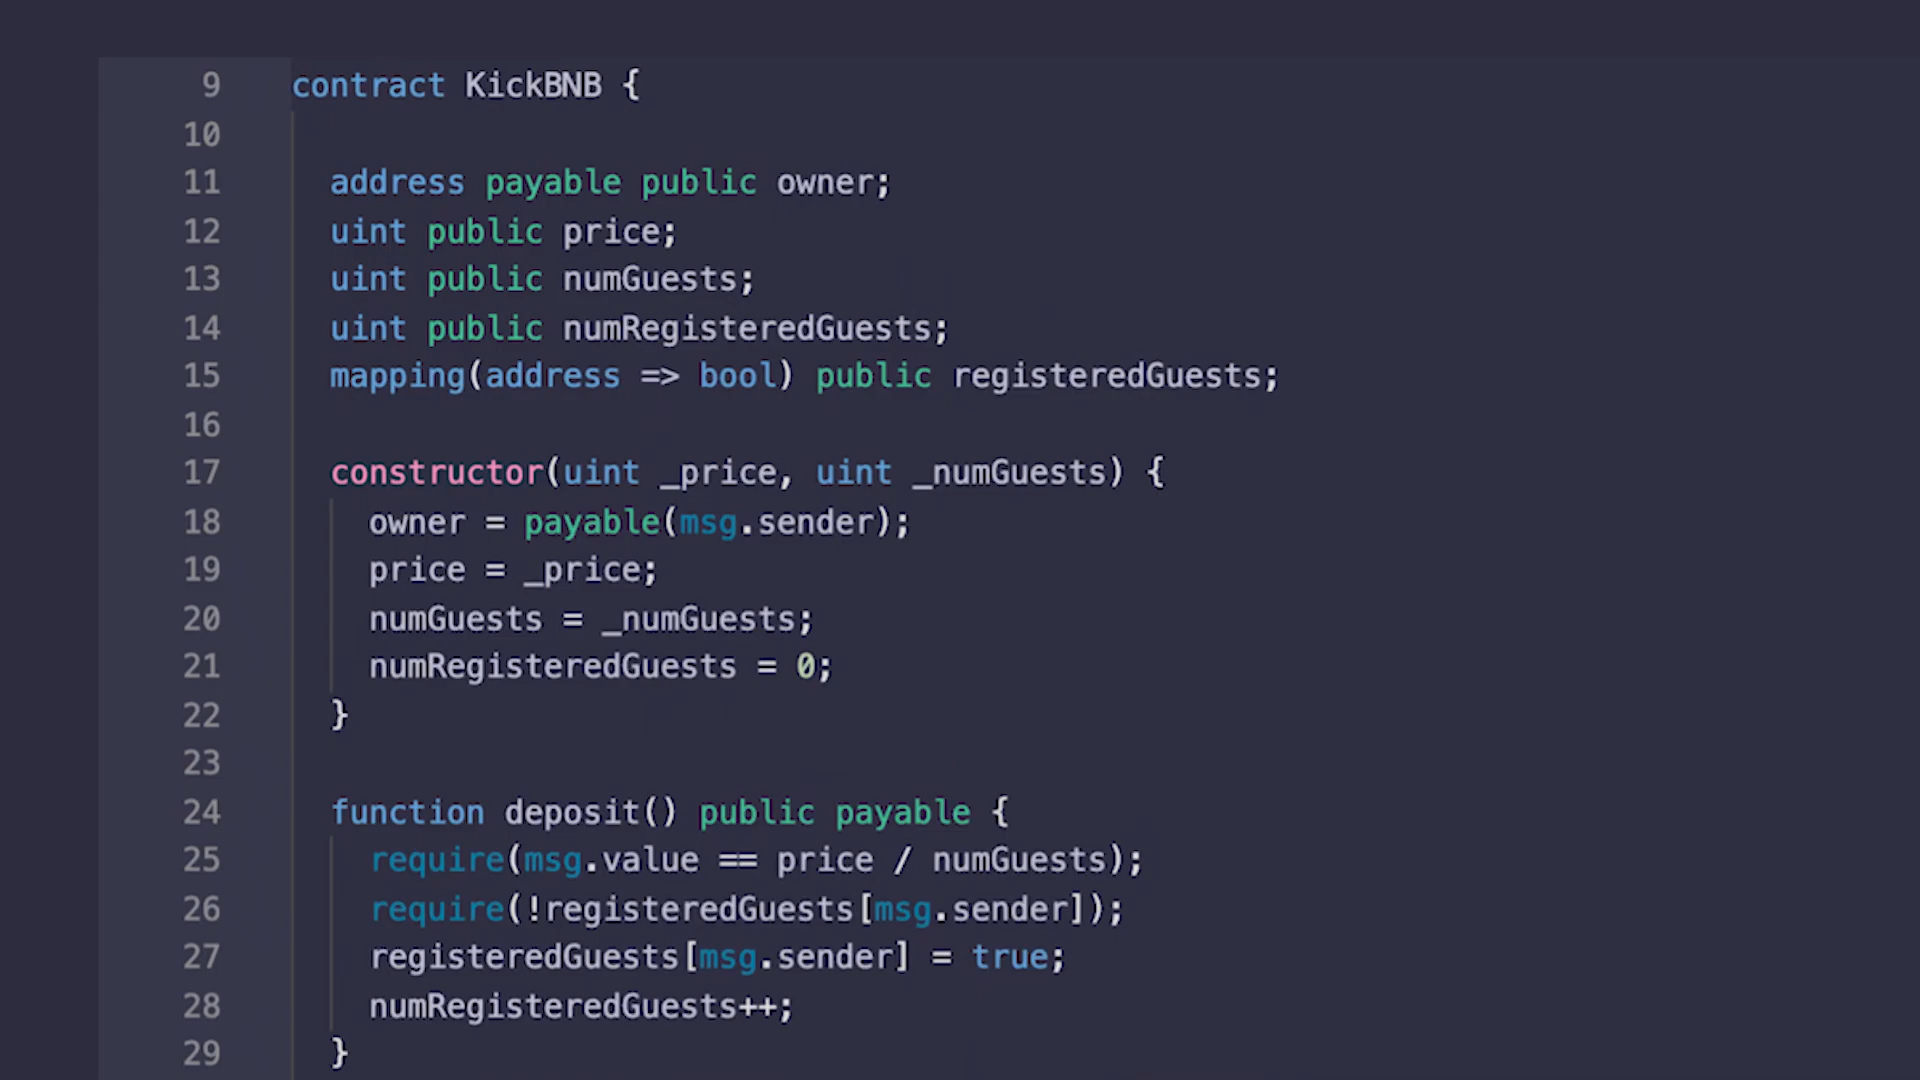 9 contract KickBNB {
10
11 address payable public owner;
12 uint public price;
13 uint public numGuests;
14 uint public numRegisteredGuests;
15 mapping(address => bool) public registeredGuests;
16
17 constructor(uint _price, uint _numGuests) {
18 owner = payable(msg.sender);
19 price = _price;
20 numGuests = _numGuests;
21 numRegisteredGuests = 0;
22 }
23
24 function deposit() public payable {
25 require(msg.value == price / numGuests);
26 require(!registeredGuests[msg.sender]);
27 registeredGuests[msg.sender] = true;
28 numRegisteredGuests++;
29 }